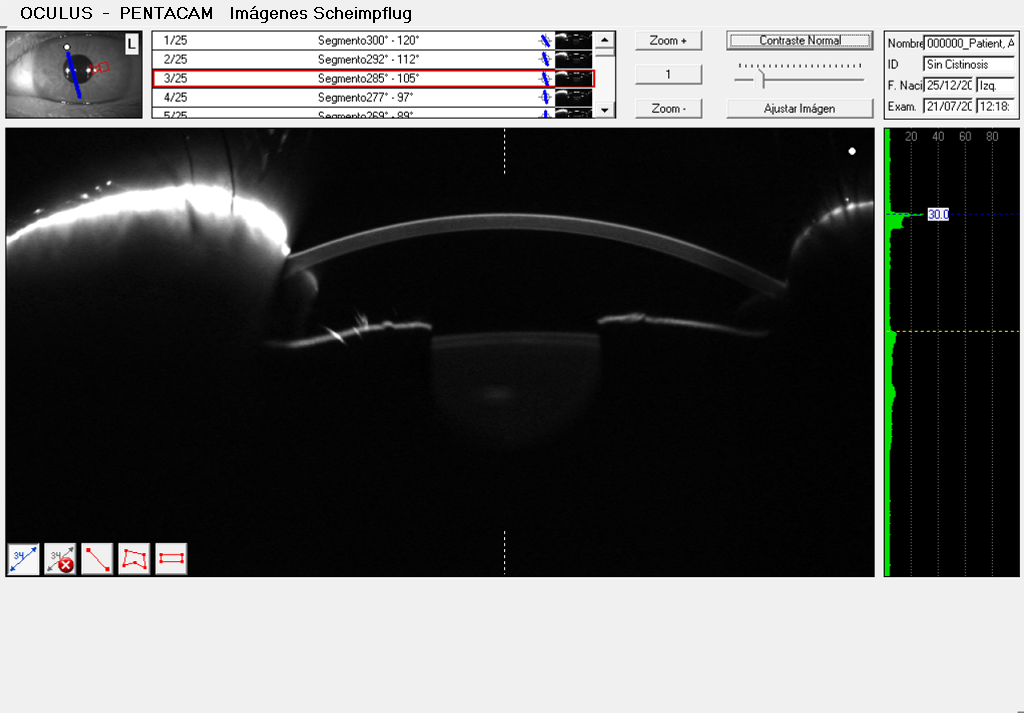 OCULUS - PENTACAM Imágenes Scheimpflug
L
1/25 Segmento300° - 120°
2/25 Segmento292° - 112°
3/25 Segmento285° - 105°
4/25 Segmento277° - 97°
5/25 Segmento269° - 89°
Zoom +
1
Zoom -
Contraste Normal
Ajustar Imágen
Nombre 000000_Patient, A
ID Sin Cistinosis
F. Naci 25/12/20 Izq.
Exam. 21/07/20 12:18:
20 40 60 80
30.0
34 34